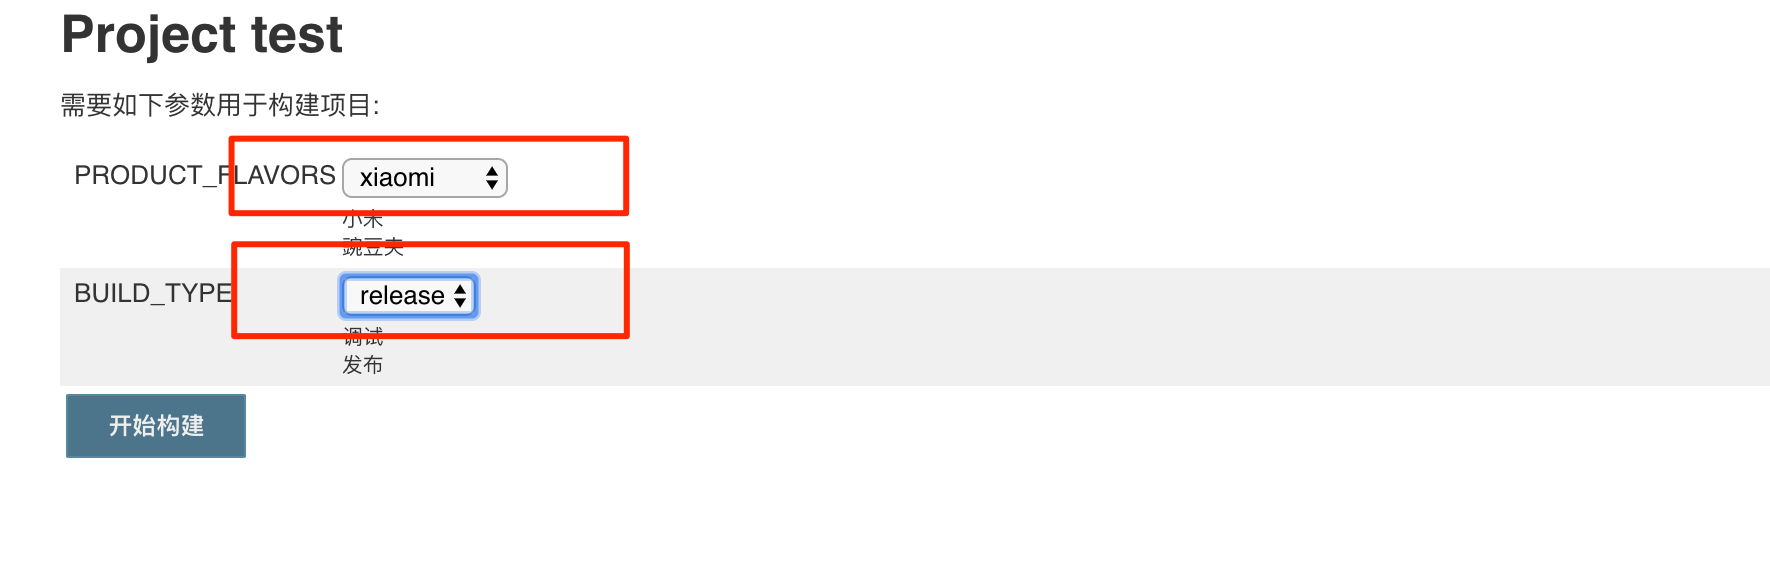 Project test
需要如下参数用于构建项目:
PRODUCT_FLAVORS xiaomi
小米
豌豆夹
BUILD_TYPE release
调试
发布
开始构建